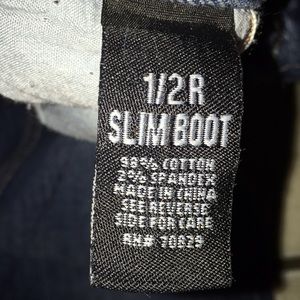 1/2R
SLIM BOOT
98% COTTON
2% SPANDEX
MADE IN CHINA
SEE REVERSE
SIDE FOR CARE
RN# 70829